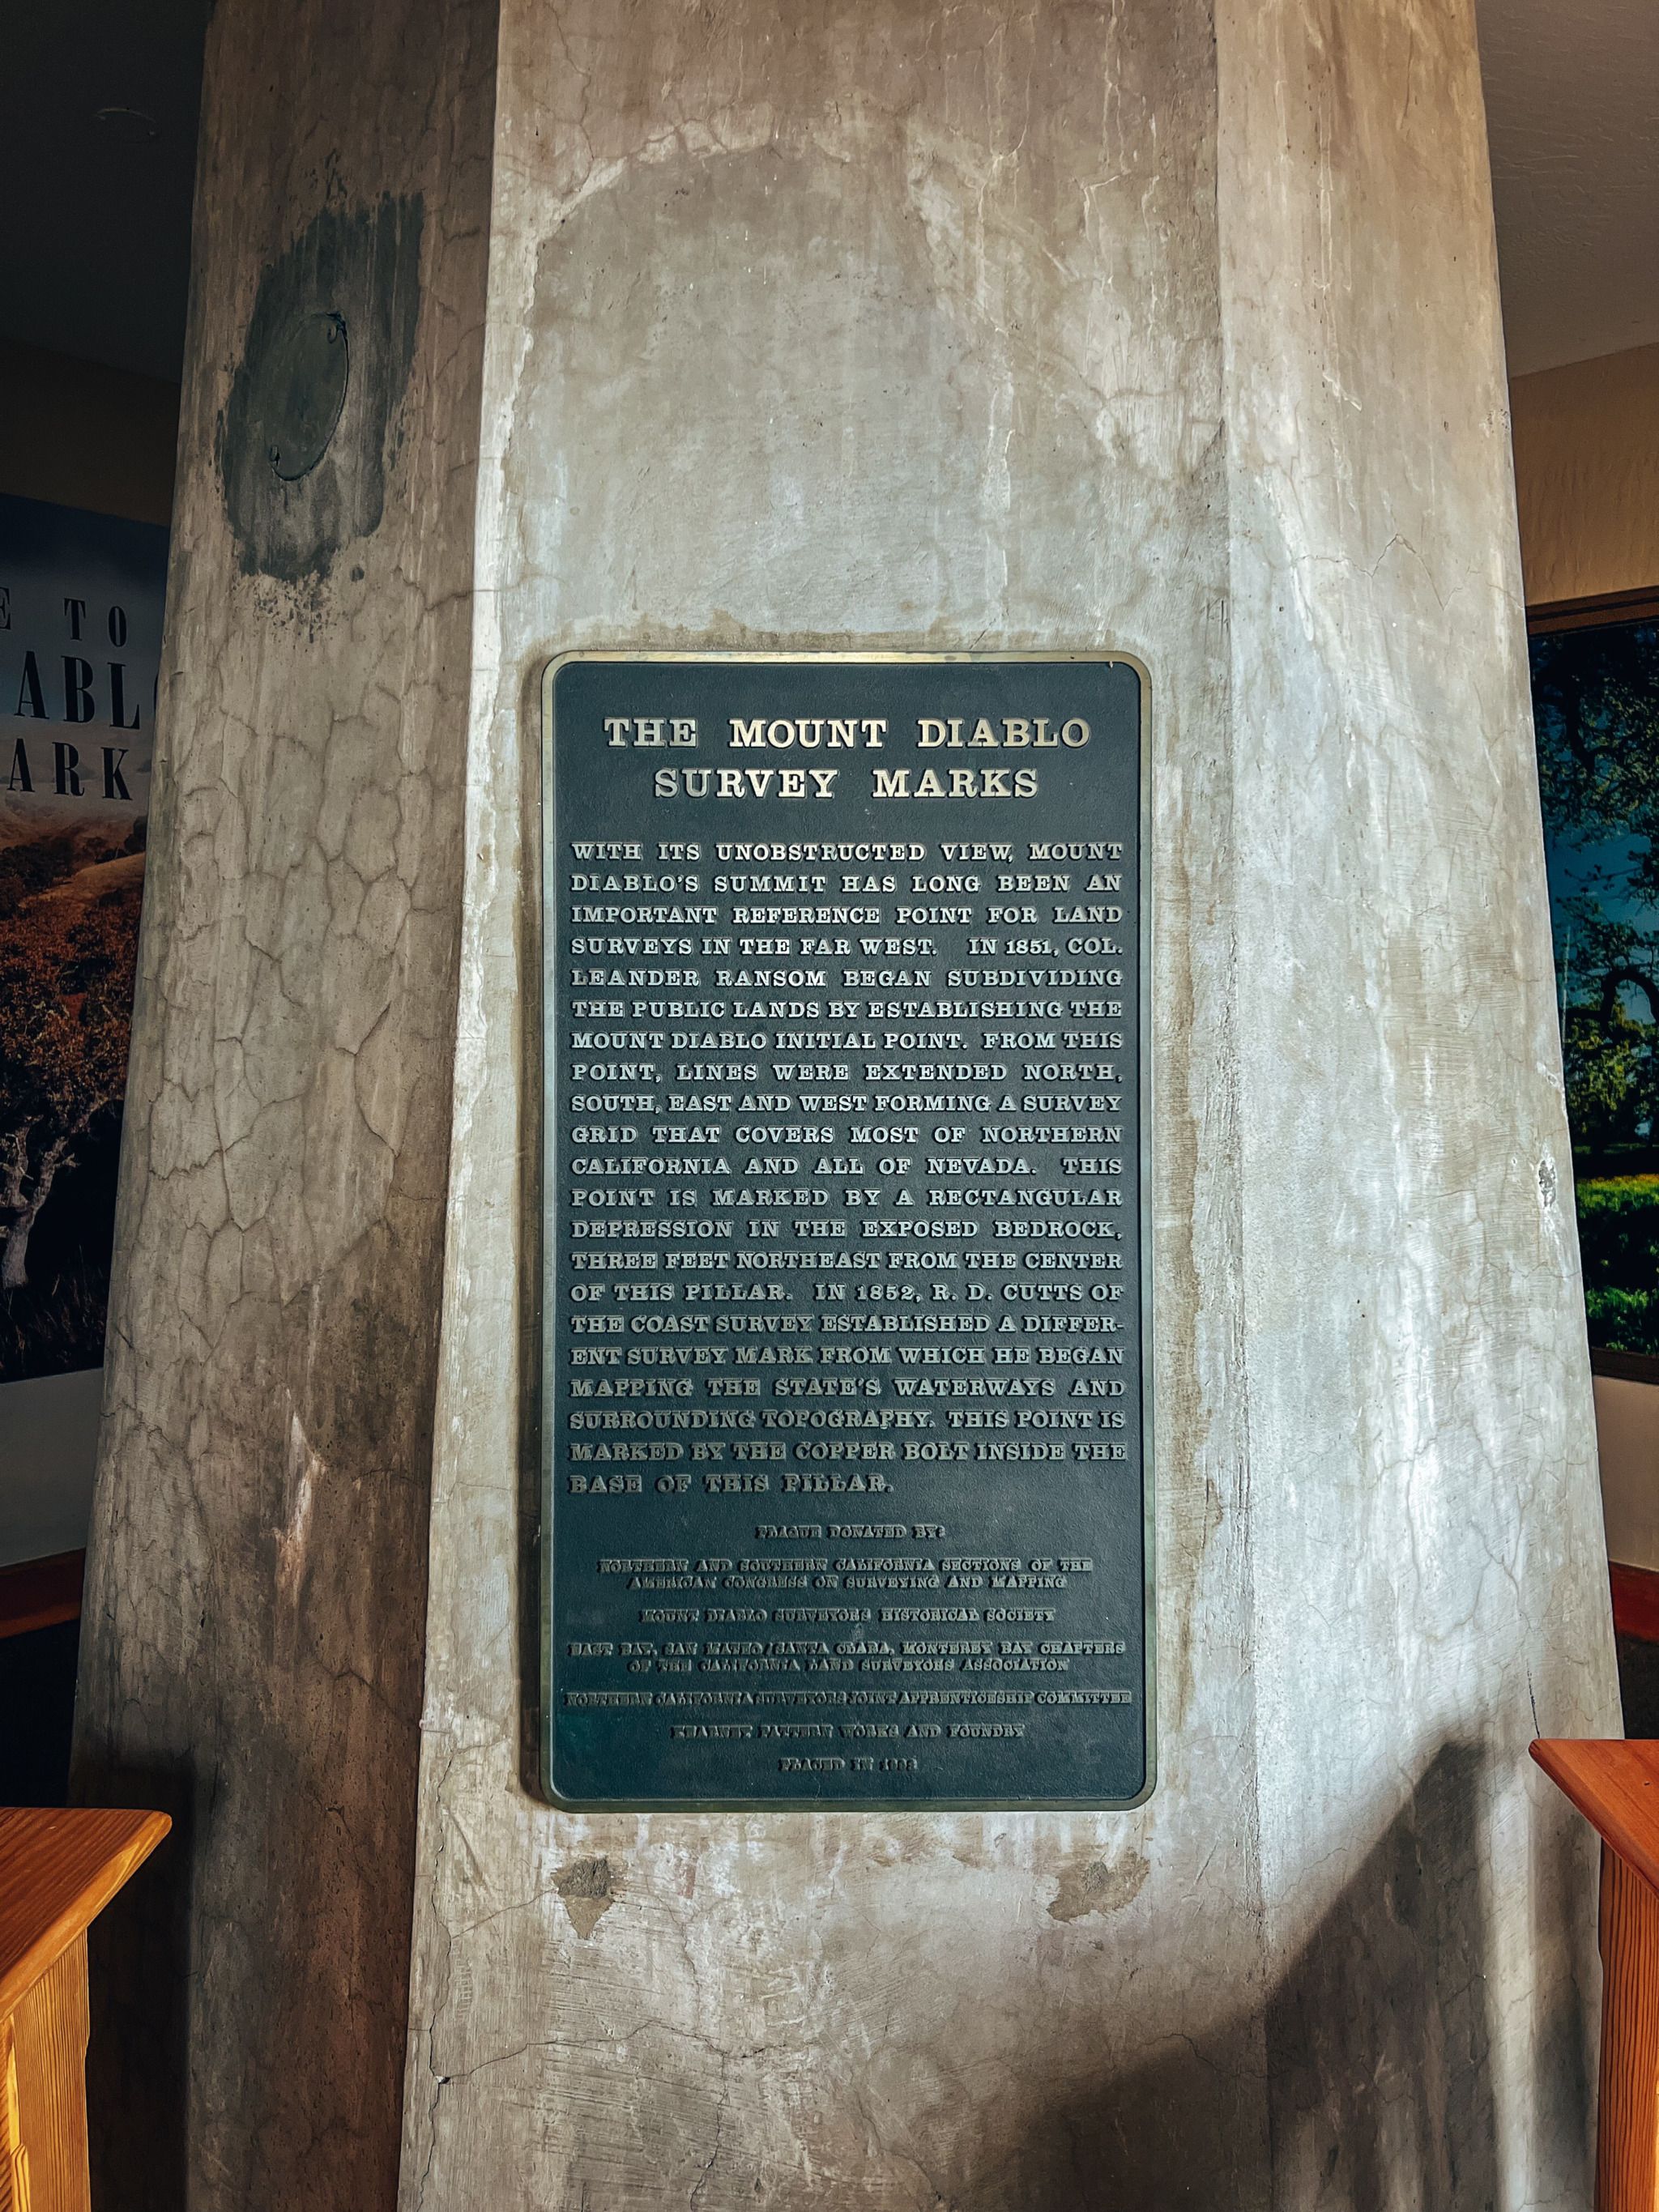 E TO
ABL
ARK
THE MOUNT DIABLO
SURVEY MARKS
WITH ITS UNOBSTRUCTED VIEW, MOUNT
DIABLO'S SUMMIT HAS LONG BEEN AN
IMPORTANT REFERENCE POINT FOR LAND
SURVEYS IN THE FAR WEST. IN 1851, COL.
LEANDER RANSOM BEGAN SUBDIVIDING
THE PUBLIC LANDS BY ESTABLISHING THE
MOUNT DIABLO INITIAL POINT. FROM THIS
POINT, LINES WERE EXTENDED NORTH,
SOUTH, EAST AND WEST FORMING A SURVEY
GRID THAT COVERS MOST OF NORTHERN
CALIFORNIA AND ALL OF NEVADA. THIS
POINT IS MARKED BY A RECTANGULAR
DEPRESSION IN THE EXPOSED BEDROCK,
THREE FEET NORTHEAST FROM THE CENTER
OF THIS PILLAR. IN 1852, R. D. CUTTS OF
THE COAST SURVEY ESTABLISHED A DIFFER-
ENT SURVEY MARK FROM WHICH HE BEGAN
MAPPING THE STATE'S WATERWAYS AND
SURROUNDING TOPOGRAPHY. THIS POINT IS
MARKED BY THE COPPER BOLT INSIDE THE
BASE OF THIS PILLAR.
PLAQUE DONATED BY:
NORTHERN AND SOUTHERN CALIFORNIA SECTIONS OF THE
AMERICAN CONGRESS ON SURVEYING AND MAPPING
MOUNT DIABLO SURVEYORS HISTORICAL SOCIETY
EAST BAY, SAN MATEO/SANTA CLARA, MONTEREY BAY CHAPTERS
OF THE CALIFORNIA LAND SURVEYORS ASSOCIATION
NORTHERN CALIFORNIA SURVEYORS JOINT APPRENTICESHIP COMMITTEE
KEARNEY PATTERN WORKS AND FOUNDRY
PLACED IN